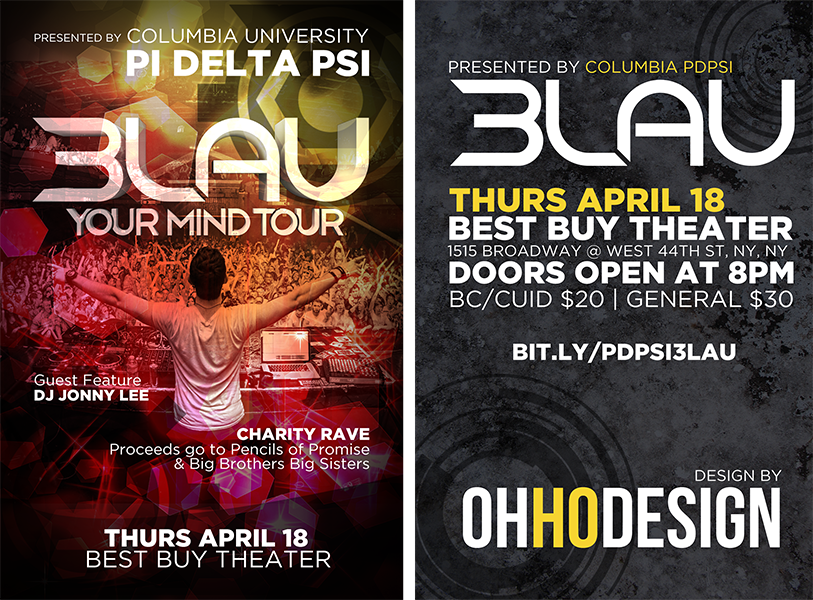 PRESENTED BY COLUMBIA UNIVERSITY
PI DELTA PSI
3LAU
YOUR MIND TOUR
Guest Feature
DJ JONNY LEE
CHARITY RAVE
Proceeds go to Pencils of Promise
& Big Brothers Big Sisters
THURS APRIL 18
BEST BUY THEATER
PRESENTED BY COLUMBIA PDPSI
3LAU
THURS APRIL 18
BEST BUY THEATER
1515 BROADWAY @ WEST 44TH ST, NY, NY
DOORS OPEN AT 8PM
BC/CUID $20 | GENERAL $30
BIT.LY/PDPSI3LAU
DESIGN BY
OHHODESIGN